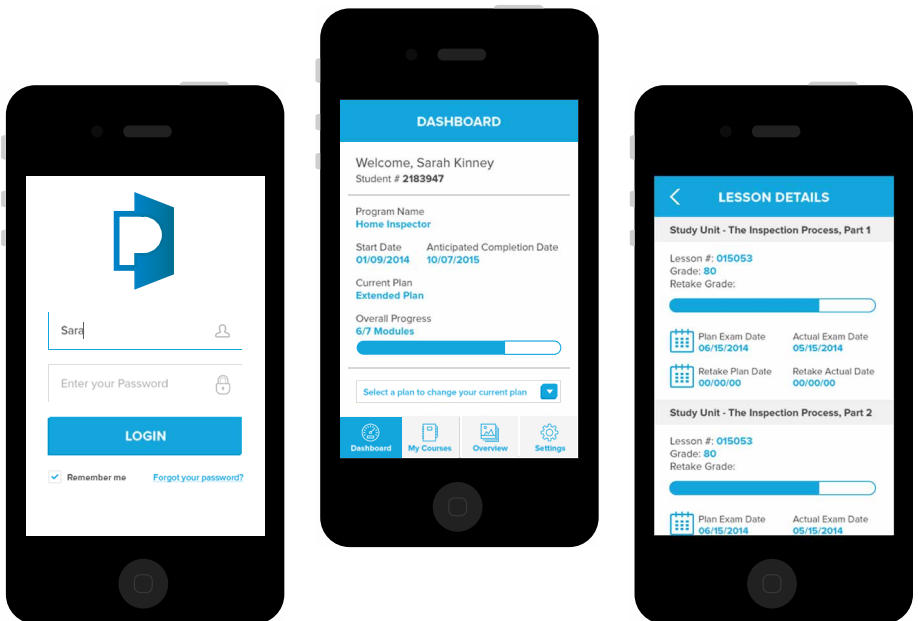 Sara
Enter your Password
LOGIN
Remember me
Forgot your password?
DASHBOARD
Welcome, Sarah Kinney
Student # 2183947
Program Name
Home Inspector
Start Date Anticipated Completion Date
01/09/2014 10/07/2015
Current Plan
Extended Plan
Overall Progress
6/7 Modules
Select a plan to change your current plan
Dashboard My Courses Overview Settings
LESSON DETAILS
Study Unit - The Inspection Process, Part 1
Lesson #: 015053
Grade: 80
Retake Grade:
Plan Exam Date Actual Exam Date
06/15/2014 05/15/2014
Retake Plan Date Retake Actual Date
00/00/00 00/00/00
Study Unit - The Inspection Process, Part 2
Lesson #: 015053
Grade: 80
Retake Grade:
Plan Exam Date Actual Exam Date
06/15/2014 05/15/2014